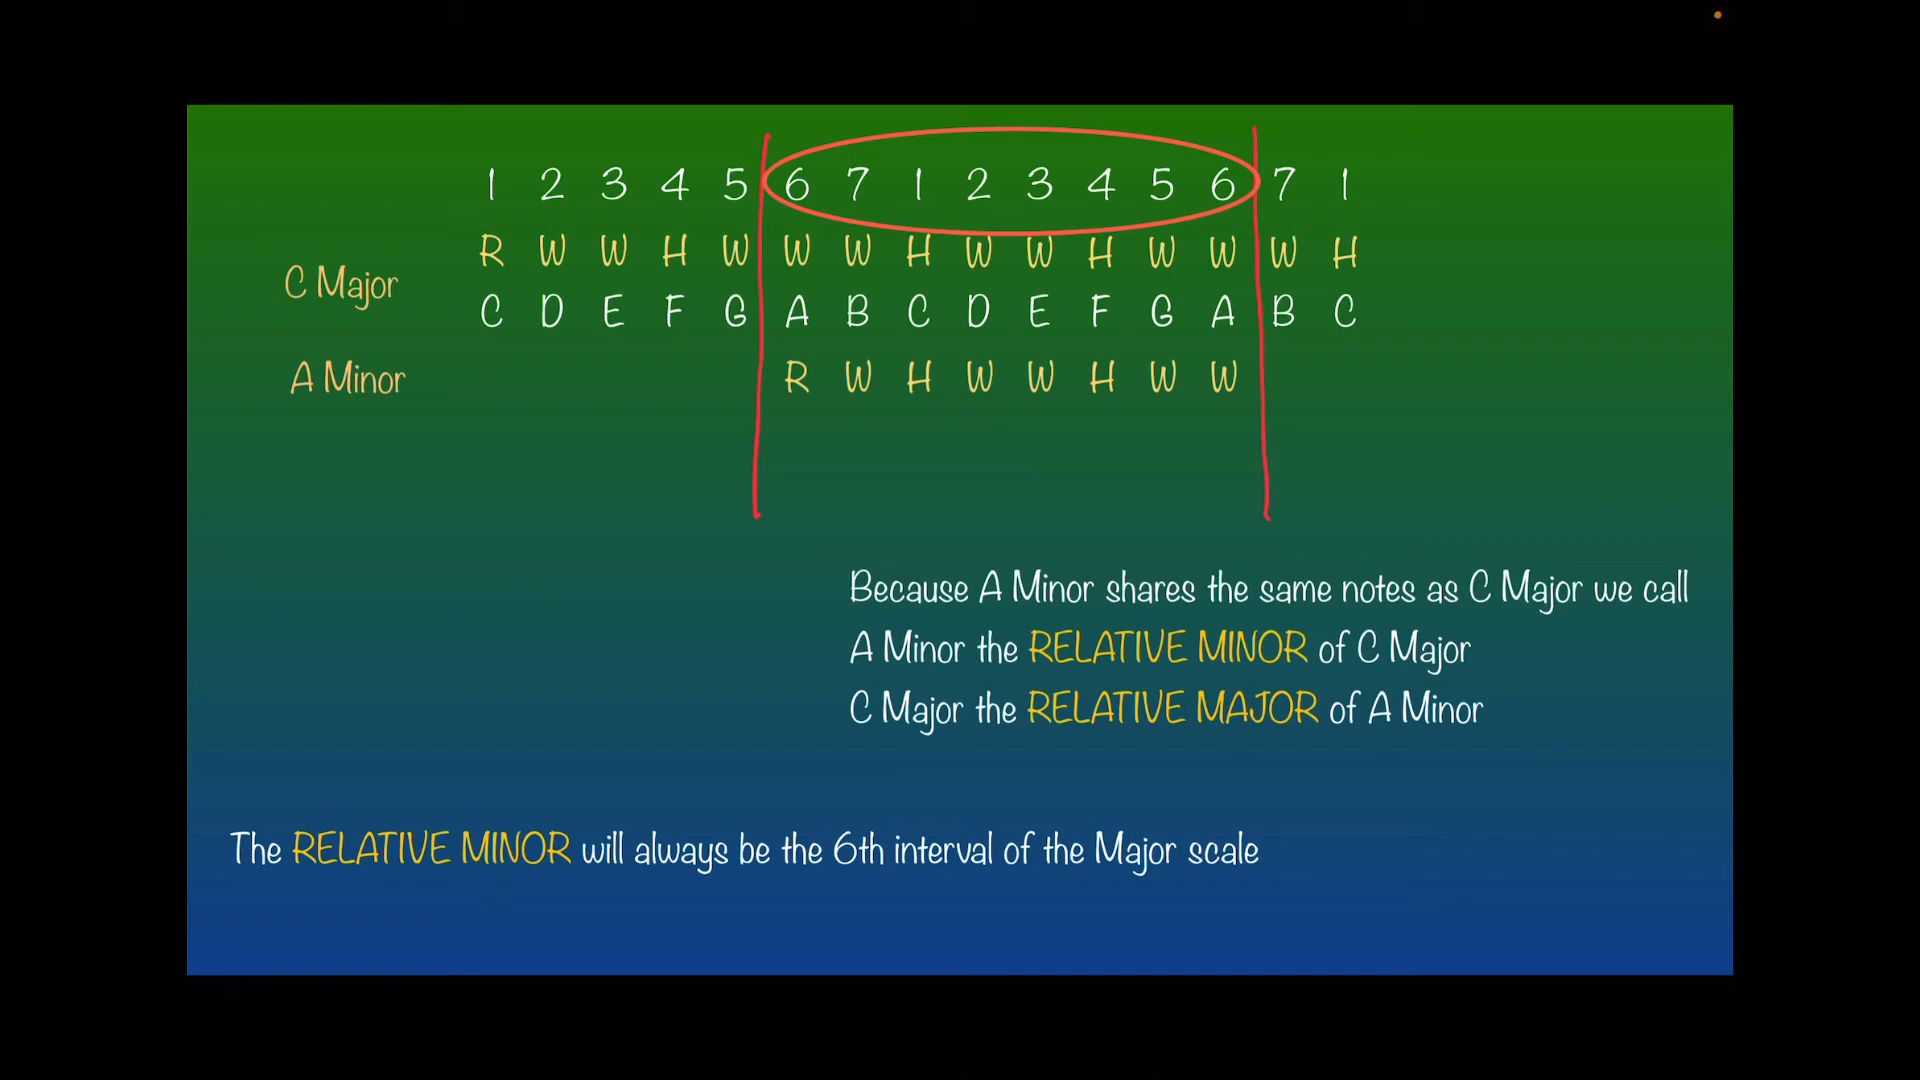 1 2 3 4 5 6 7 1 2 3 4 5 6 7 1
R W W H W W W H W W H W W W H
C Major
C D E F G A B C D E F G A B C
A Minor R W H W W H W W
Because A Minor shares the same notes as C Major we call
A Minor the RELATIVE MINOR of C Major
C Major the RELATIVE MAJOR of A Minor
The RELATIVE MINOR will always be the 6th interval of the Major scale